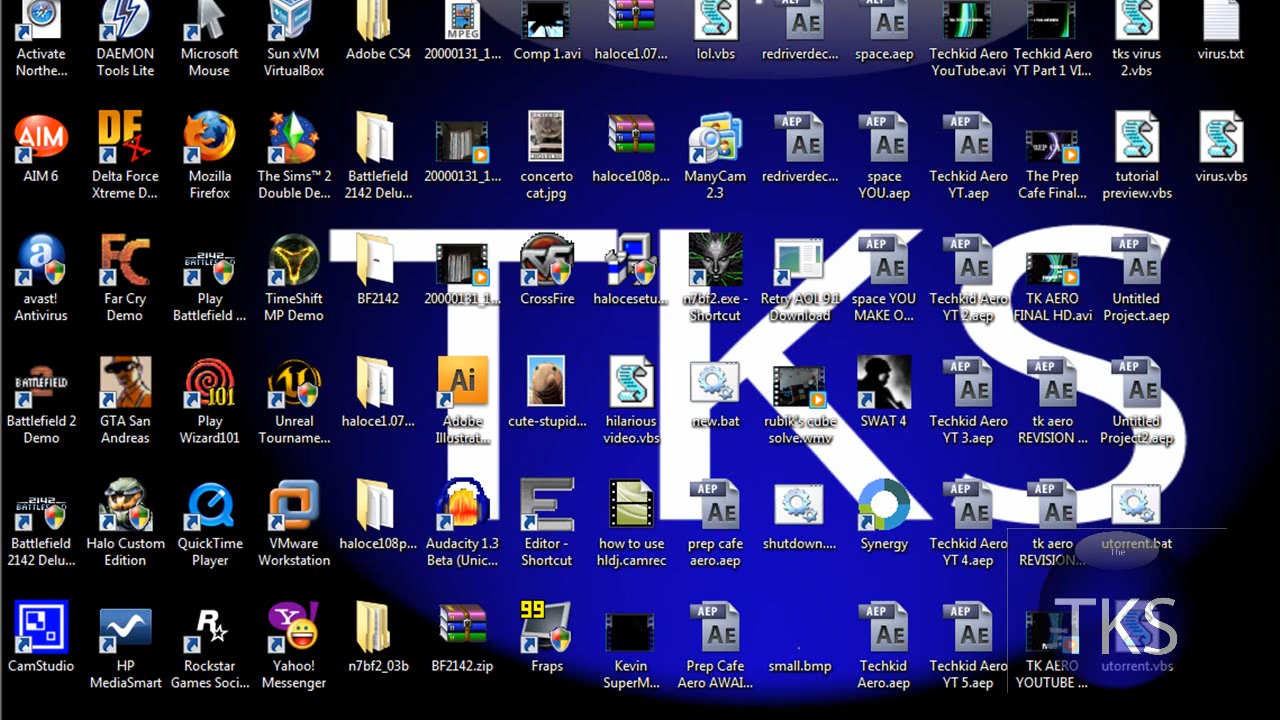 Activate
Northe...
DAEMON
Tools Lite
Microsoft
Mouse
Sun xVM
VirtualBox
Adobe CS4
20000131_1...
Comp 1.avi
haloce1.07...
lol.vbs
redriverdec...
space.aep
Techkid Aero
YouTube.avi
Techkid Aero
YT Part 1 VI...
tks virus
2.vbs
virus.txt
AIM 6
Delta Force
Xtreme D...
Mozilla
Firefox
The Sims™ 2
Double De...
Battlefield
2142 Delu...
20000131_1...
concerto
cat.jpg
haloce108p...
ManyCam
2.3
redriverdec...
space
YOU.aep
Techkid Aero
YT.aep
The Prep
Cafe Final...
tutorial
preview.vbs
virus.vbs
avast!
Antivirus
Far Cry
Demo
Play
Battlefield ...
TimeShift
MP Demo
BF2142
20000131_1...
CrossFire
halocesetu...
n7bf2.exe -
Shortcut
Retry AOL 9.1
Download
space YOU
MAKE O...
Techkid Aero
YT 2.aep
TK AERO
FINAL HD.avi
Untitled
Project.aep
TKS
Battlefield 2
Demo
GTA San
Andreas
Play
Wizard101
Unreal
Tourname...
haloce1.07...
Adobe
Illustrat...
cute-stupid...
hilarious
video.vbs
new.bat
rubik's cube
solve.wmv
SWAT 4
Techkid Aero
YT 3.aep
tk aero
REVISION ...
Untitled
Project2.aep
Battlefield
2142 Delu...
Halo Custom
Edition
QuickTime
Player
VMware
Workstation
haloce108p...
Audacity 1.3
Beta (Unic...
Editor -
Shortcut
how to use
hldj.camrec
prep cafe
aero.aep
shutdown....
Synergy
Techkid Aero
YT 4.aep
tk aero
REVISION...
utorrent.bat
CamStudio
HP
MediaSmart
Rockstar
Games Soci...
Yahoo!
Messenger
n7bf2_03b
BF2142.zip
Fraps
Kevin
SuperM...
Prep Cafe
Aero AWAI...
small.bmp
Techkid
Aero.aep
Techkid Aero
YT 5.aep
TK AERO
YOUTUBE ...
utorrent.vbs
The
TKS